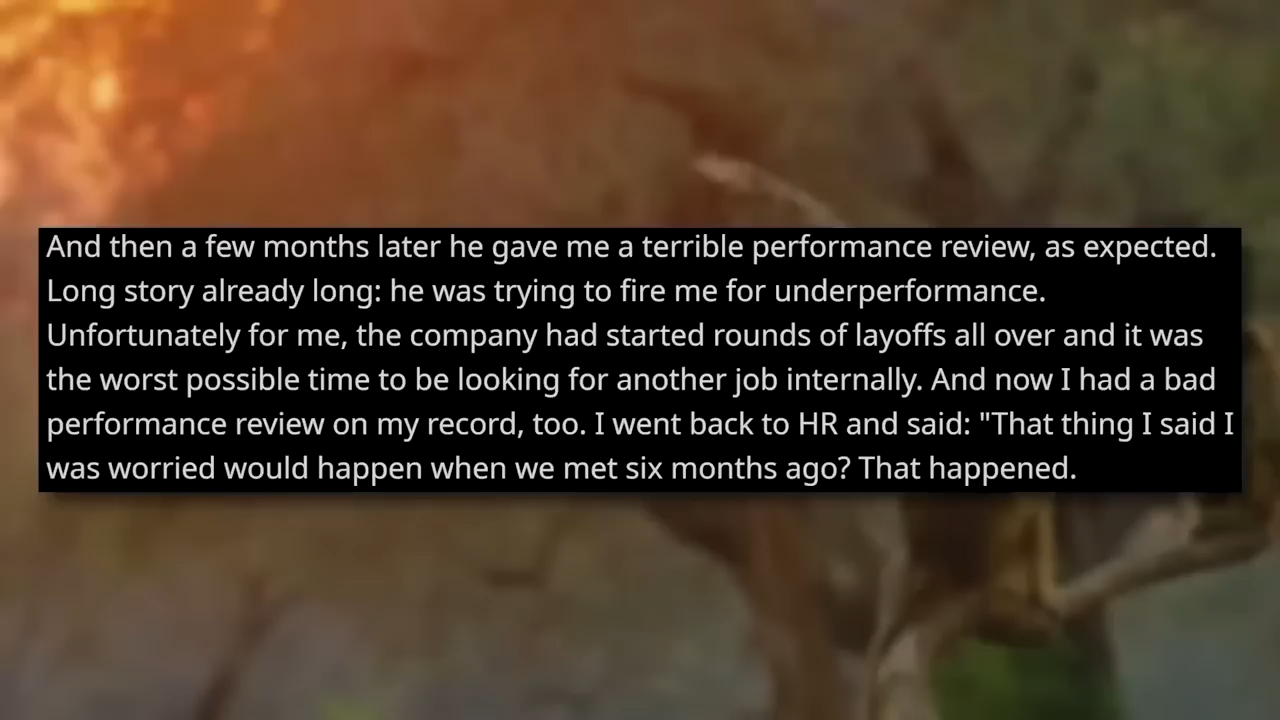 And then a few months later he gave me a terrible performance review, as expected.
Long story already long: he was trying to fire me for underperformance.
Unfortunately for me, the company had started rounds of layoffs all over and it was
the worst possible time to be looking for another job internally. And now I had a bad
performance review on my record, too. I went back to HR and said: "That thing I said I
was worried would happen when we met six months ago? That happened.